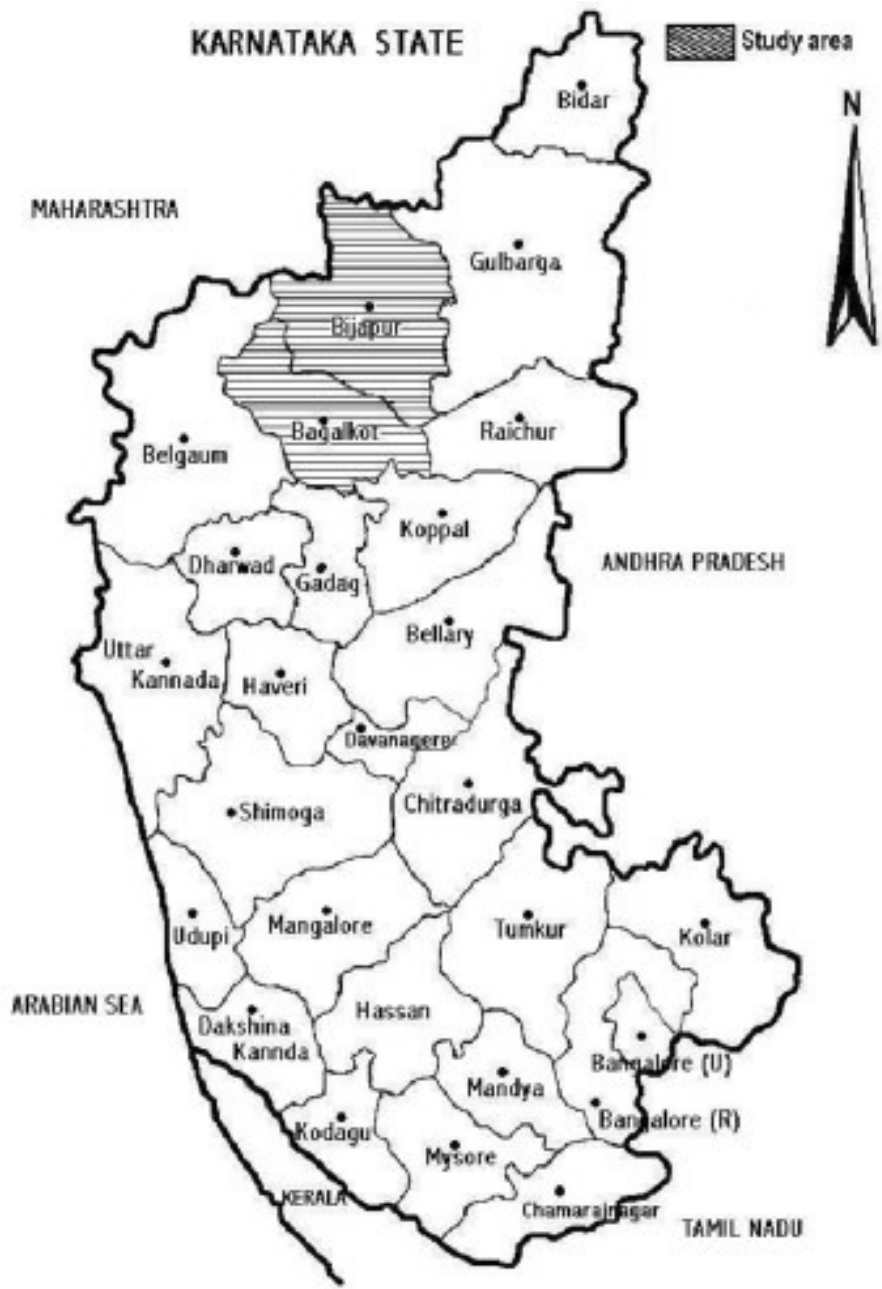 KARNATAKA STATE
Study area
Bidar
N
MAHARASHTRA
Gulbarga
Bijapur
Bagalkot
Raichur
Belgaum
Koppal
Dharwad
Gadag
ANDHRA PRADESH
Bellary
Uttar
Kannada
Haveri
Davanagere
Chitradurga
Shimoga
Udupi
Mangalore
Tumkur
Kolar
ARABIAN SEA
Hassan
Dakshina
Kannda
Bangalore (U)
Mandya
Bangalore (R)
Kodagu
Mysore
KERALA
Chamarajnagar
TAMIL NADU